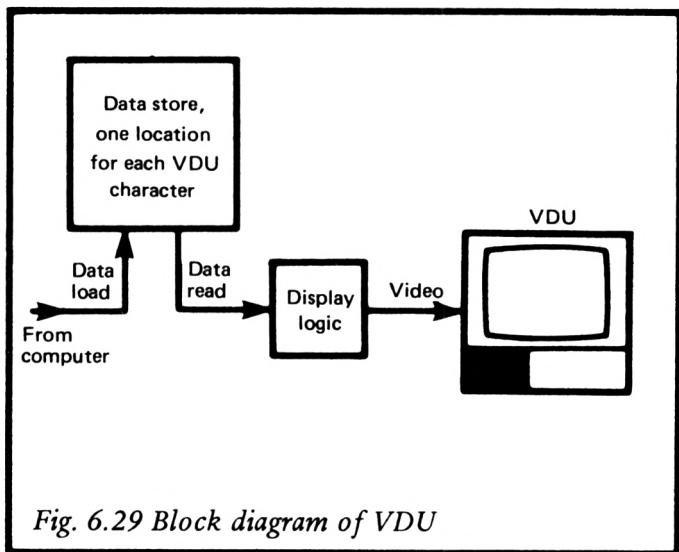 Data store,
one location
for each VDU
character
VDU
Data
load
Data
read
Display
logic
Video
From
computer
Fig. 6.29 Block diagram of VDU